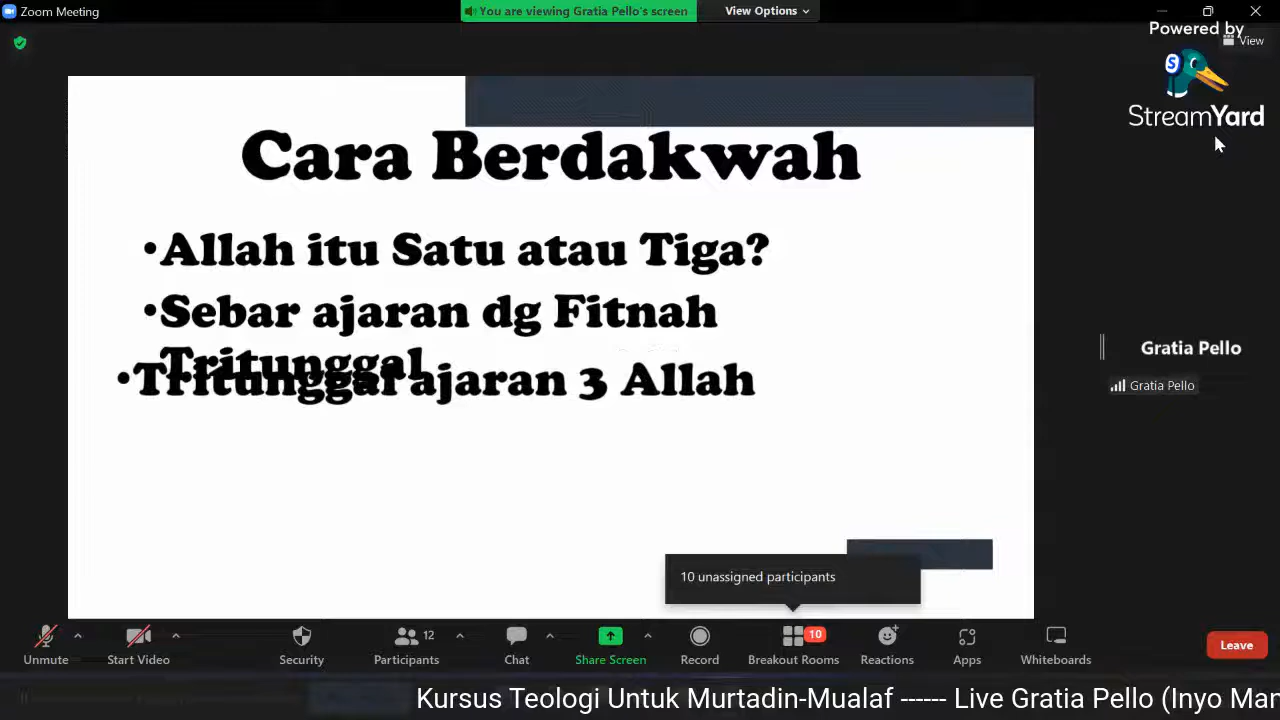 Zoom Meeting
You are viewing Gratia Pello's screen
View Options
Powered by
View
S
StreamYard
Cara Berdakwah
•Allah itu Satu atau Tiga?
•Sebar ajaran dg Fitnah
Tritunggal
•Tritunggal ajaran 3 Allah
Gratia Pello
Gratia Pello
10 unassigned participants
12
10
Unmute
Start Video
Security
Participants
Chat
Share Screen
Record
Breakout Rooms
Reactions
Apps
Whiteboards
Leave
Kursus Teologi Untuk Murtadin-Mualaf ------ Live Gratia Pello (Inyo Mar